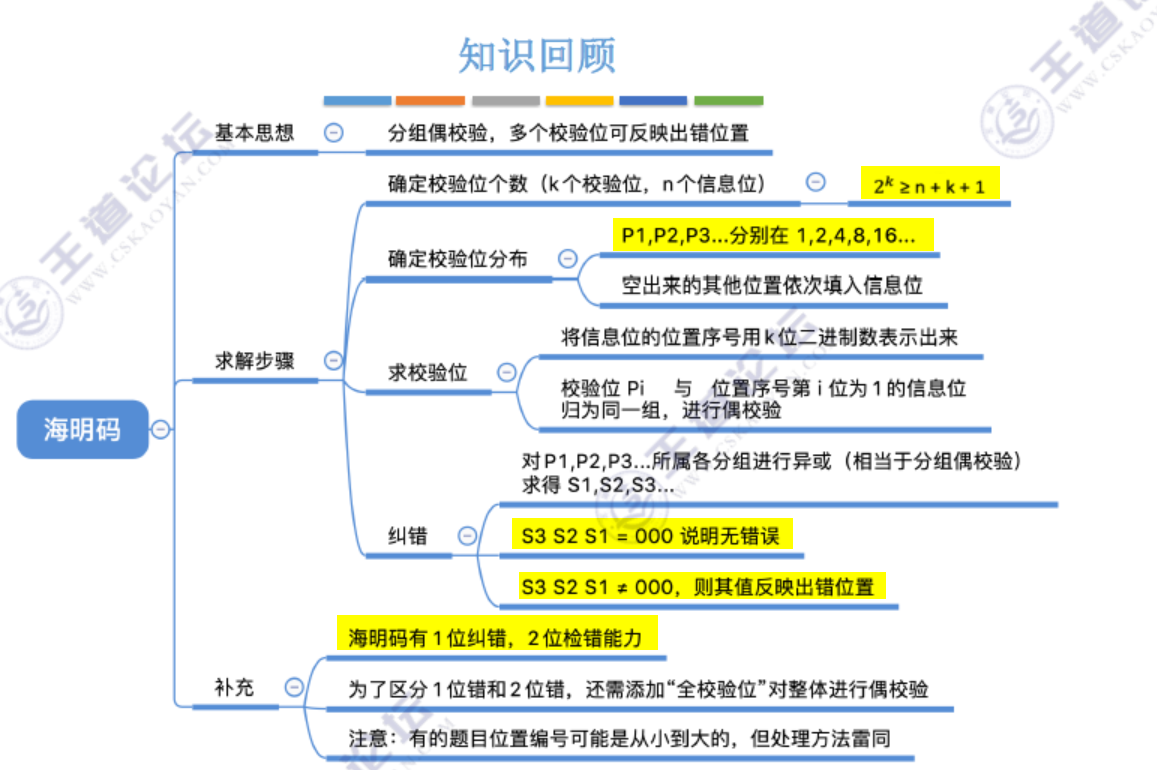 知识回顾
海明码
基本思想
分组偶校验，多个校验位可反映出错位置
求解步骤
确定校验位个数（k个校验位，n个信息位）
2^k ≥ n + k + 1
确定校验位分布
P1,P2,P3...分别在 1,2,4,8,16...
空出来的其他位置依次填入信息位
求校验位
将信息位的位置序号用k位二进制数表示出来
校验位 Pi 与 位置序号第 i 位为1的信息位
归为同一组，进行偶校验
纠错
对P1,P2,P3...所属各分组进行异或（相当于分组偶校验）
求得 S1,S2,S3...
S3 S2 S1 = 000 说明无错误
S3 S2 S1 ≠ 000，则其值反映出错位置
补充
海明码有1位纠错，2位检错能力
为了区分1位错和2位错，还需添加“全校验位”对整体进行偶校验
注意：有的题目位置编号可能是从小到大的，但处理方法雷同
王道论坛
WWW.CSKAOYAN.COM